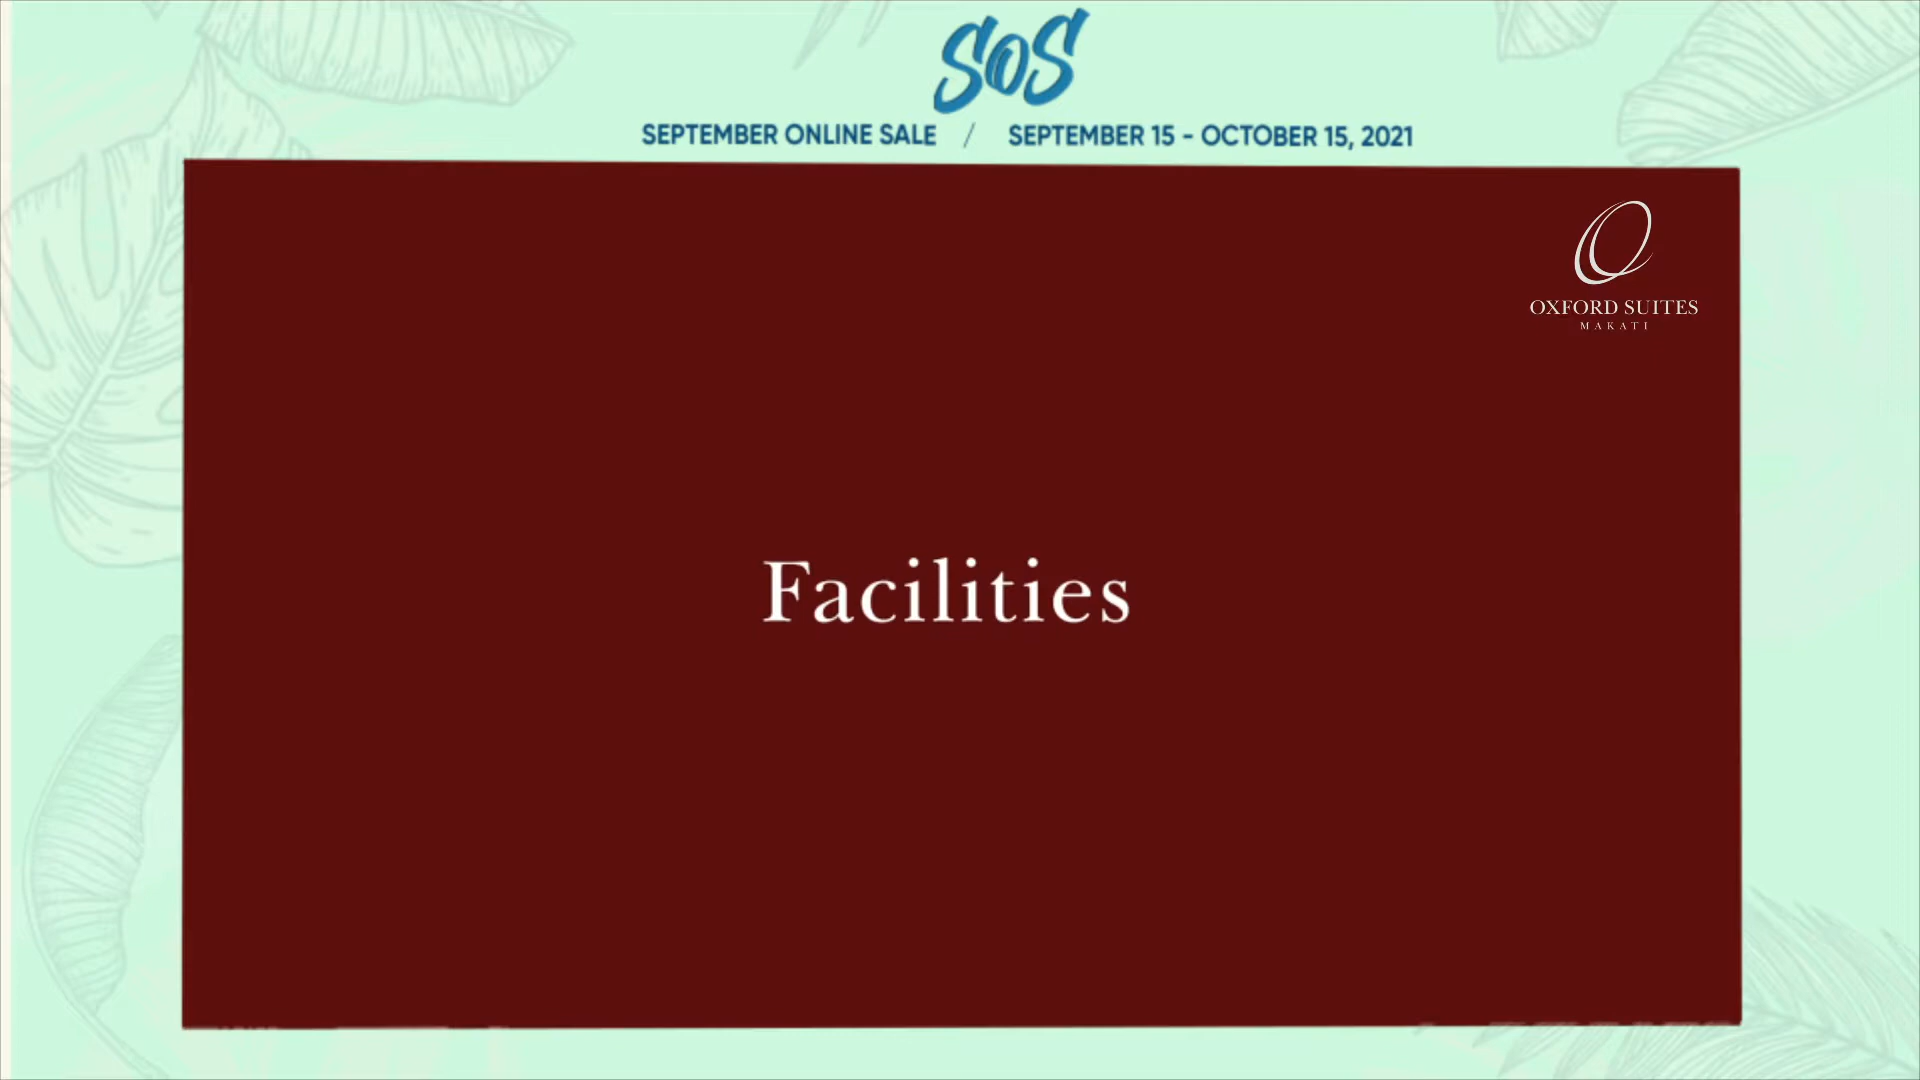 SOS
SEPTEMBER ONLINE SALE / SEPTEMBER 15 - OCTOBER 15, 2021
OXFORD SUITES
MAKATI
Facilities